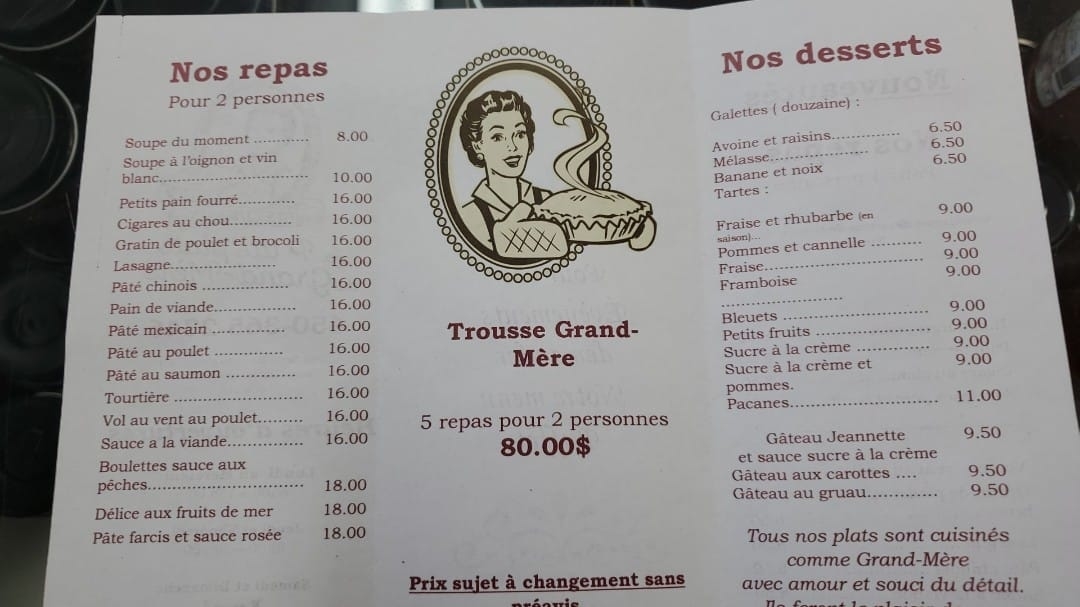 Nos repas
Pour 2 personnes
Soupe du moment .......... 8.00
Soupe à l'oignon et vin
blanc............................ 10.00
Petits pain fourré............ 16.00
Cigares au chou............. 16.00
Gratin de poulet et brocoli 16.00
Lasagne....................... 16.00
Pâté chinois ................. 16.00
Pain de viande............... 16.00
Pâté mexicain ............... 16.00
Pâté au poulet .............. 16.00
Pâté au saumon ............. 16.00
Tourtière ........................ 16.00
Vol au vent au poulet........ 16.00
Sauce a la viande.............. 16.00
Boulettes sauce aux
pêches............................. 18.00
Délice aux fruits de mer 18.00
Pâte farcis et sauce rosée 18.00
Trousse Grand-
Mère
5 repas pour 2 personnes
80.00$
Prix sujet à changement sans
préavis
Nos desserts
Galettes ( douzaine) :
Avoine et raisins............ 6.50
Mélasse................. 6.50
Banane et noix 6.50
Tartes :
Fraise et rhubarbe (en 9.00
saison)...
Pommes et cannelle ......... 9.00
Fraise............................ 9.00
Framboise 9.00
......................
Bleuets ......................... 9.00
Petits fruits .................... 9.00
Sucre à la crème ............. 9.00
Sucre à la crème et 9.00
pommes.
Pacanes........................... 11.00
Gâteau Jeannette 9.50
et sauce sucre à la crème
Gâteau aux carottes .... 9.50
Gâteau au gruau............. 9.50
Tous nos plats sont cuisinés
comme Grand-Mère
avec amour et souci du détail.